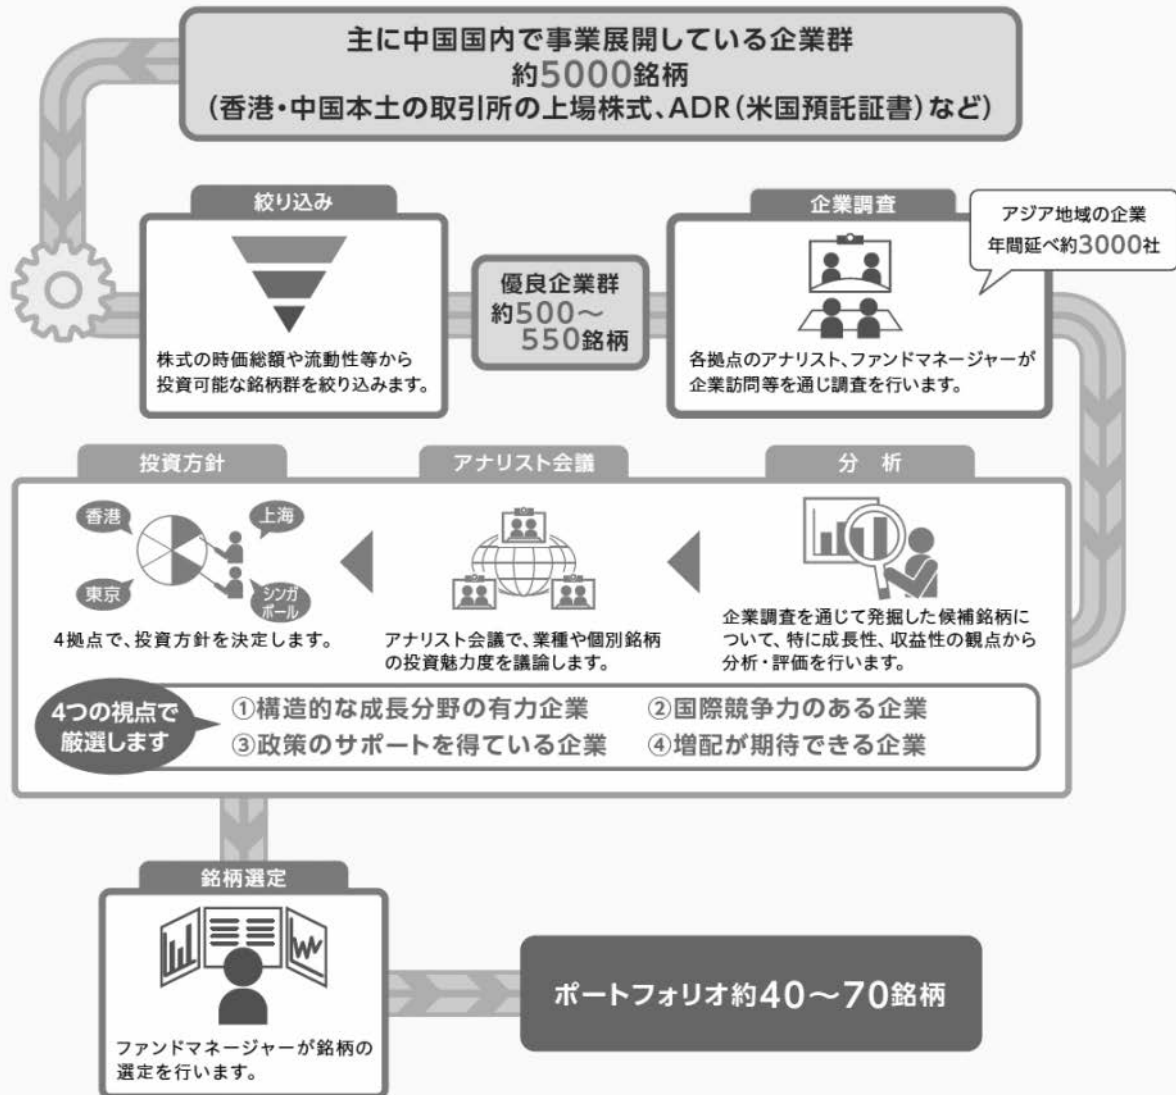 主に中国国内で事業展開している企業群
約5000銘柄
(香港・中国本土の取引所の上場株式、ADR(米国預託証書)など)
絞り込み
株式の時価総額や流動性等から
投資可能な銘柄群を絞り込みます。
優良企業群
約500～
550銘柄
企業調査
アジア地域の企業
年間延べ約3000社
各拠点のアナリスト、ファンドマネージャーが
企業訪問等を通じ調査を行います。
分 析
企業調査を通じて発掘した候補銘柄に
ついて、特に成長性、収益性の観点から
分析・評価を行います。
アナリスト会議
アナリスト会議で、業種や個別銘柄
の投資魅力度を議論します。
投資方針
香港
上海
東京
シンガ
ポール
4拠点で、投資方針を決定します。
4つの視点で
厳選します
①構造的な成長分野の有力企業 ②国際競争力のある企業
③政策のサポートを得ている企業 ④増配が期待できる企業
銘柄選定
ファンドマネージャーが銘柄の
選定を行います。
ポートフォリオ約40～70銘柄